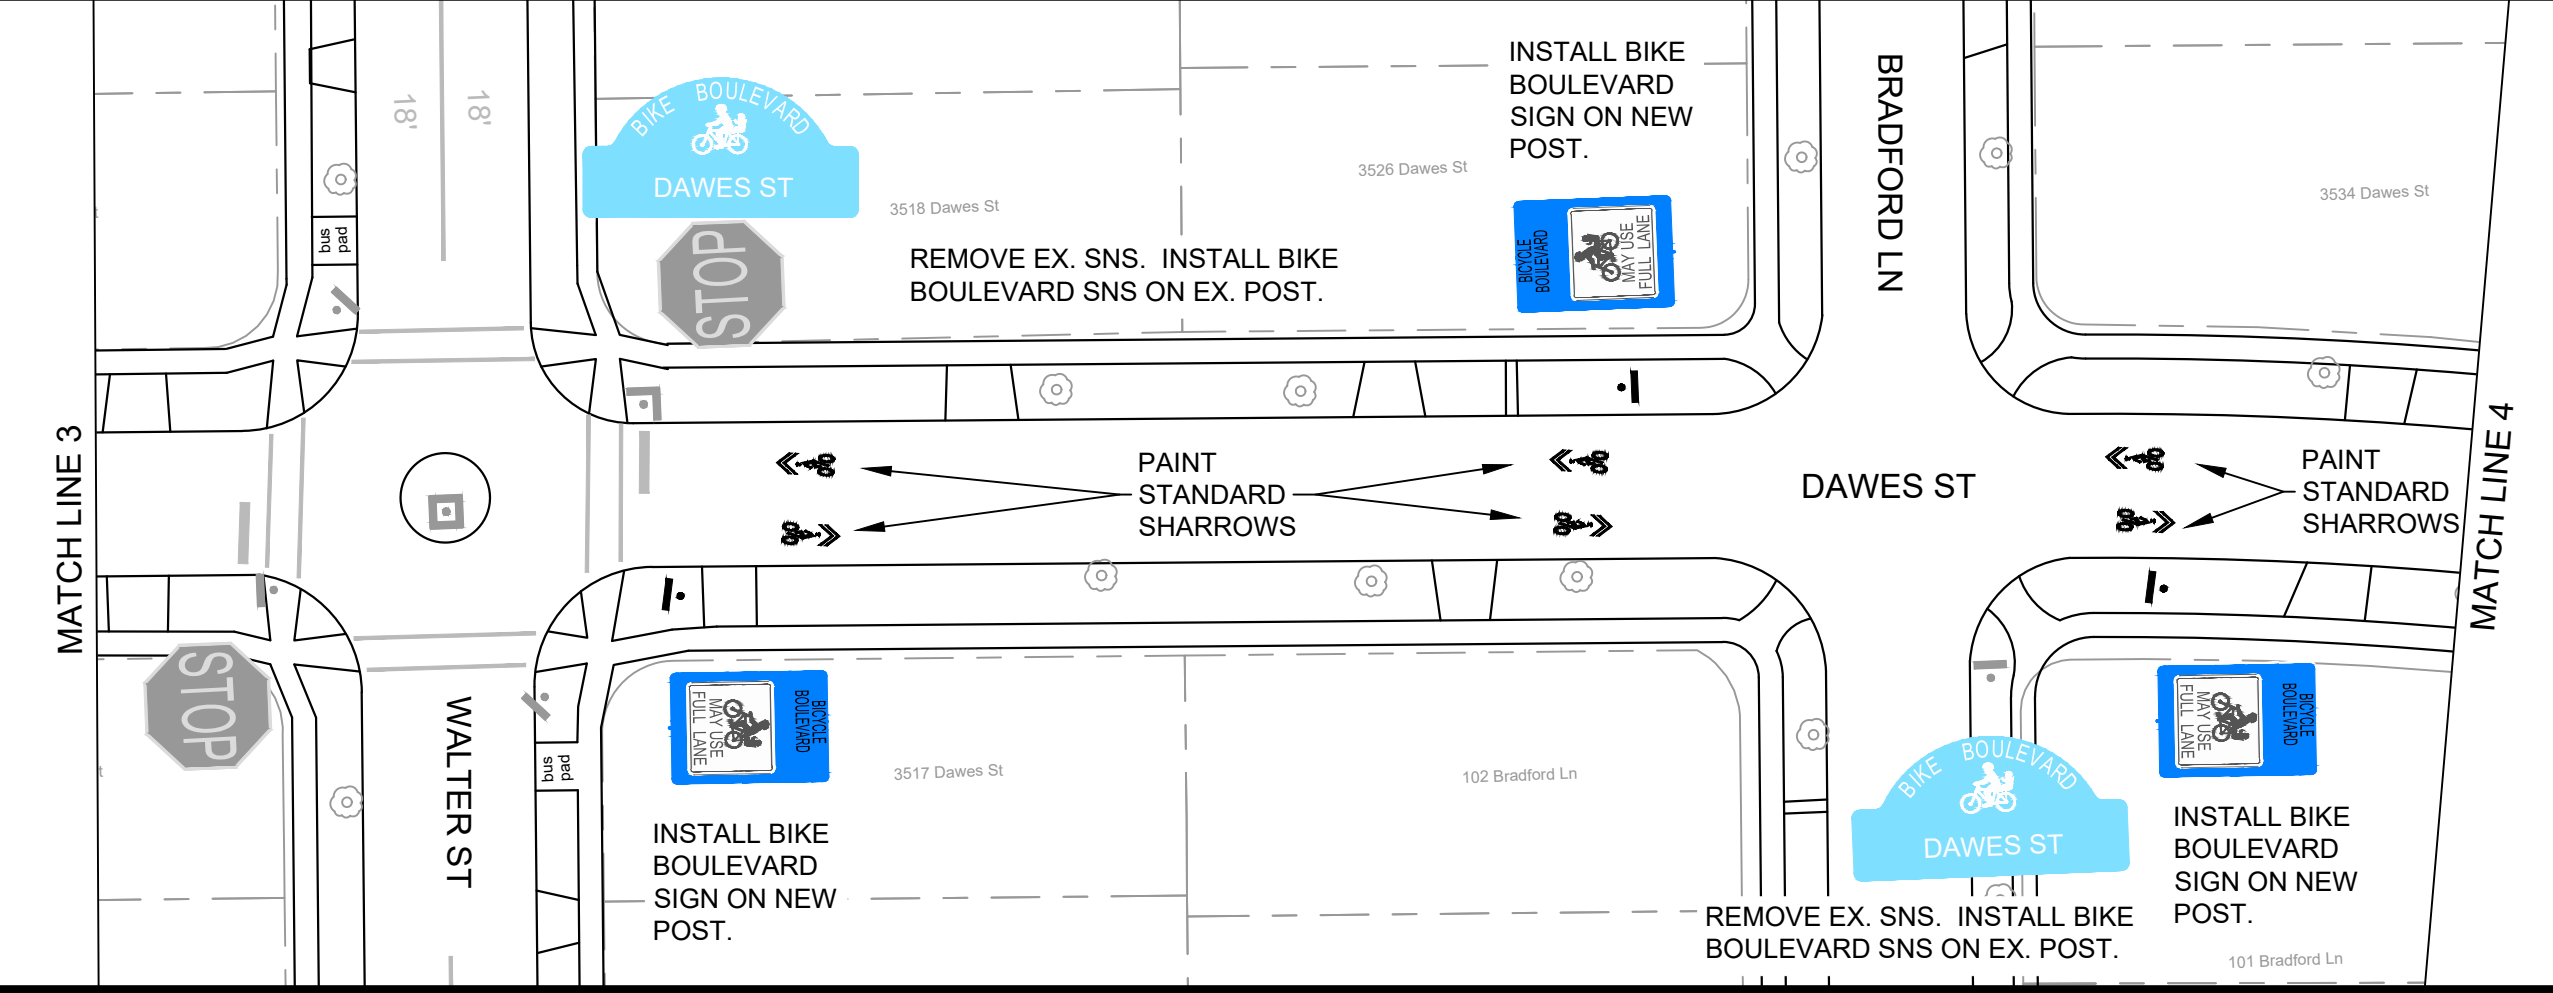 MATCH LINE 3
18'
18'
bus
pad
BIKE BOULEVARD
DAWES ST
STOP
3518 Dawes St
REMOVE EX. SNS. INSTALL BIKE
BOULEVARD SNS ON EX. POST.
3526 Dawes St
INSTALL BIKE
BOULEVARD
SIGN ON NEW
POST.
BICYCLE
BOULEVARD
MAY USE
FULL LANE
BRADFORD LN
3534 Dawes St
PAINT
STANDARD
SHARROWS
DAWES ST
PAINT
STANDARD
SHARROWS
MATCH LINE 4
STOP
WALTER ST
bus
pad
BICYCLE
BOULEVARD
MAY USE
FULL LANE
INSTALL BIKE
BOULEVARD
SIGN ON NEW
POST.
3517 Dawes St
102 Bradford Ln
BIKE BOULEVARD
DAWES ST
REMOVE EX. SNS. INSTALL BIKE
BOULEVARD SNS ON EX. POST.
BICYCLE
BOULEVARD
MAY USE
FULL LANE
INSTALL BIKE
BOULEVARD
SIGN ON NEW
POST.
101 Bradford Ln